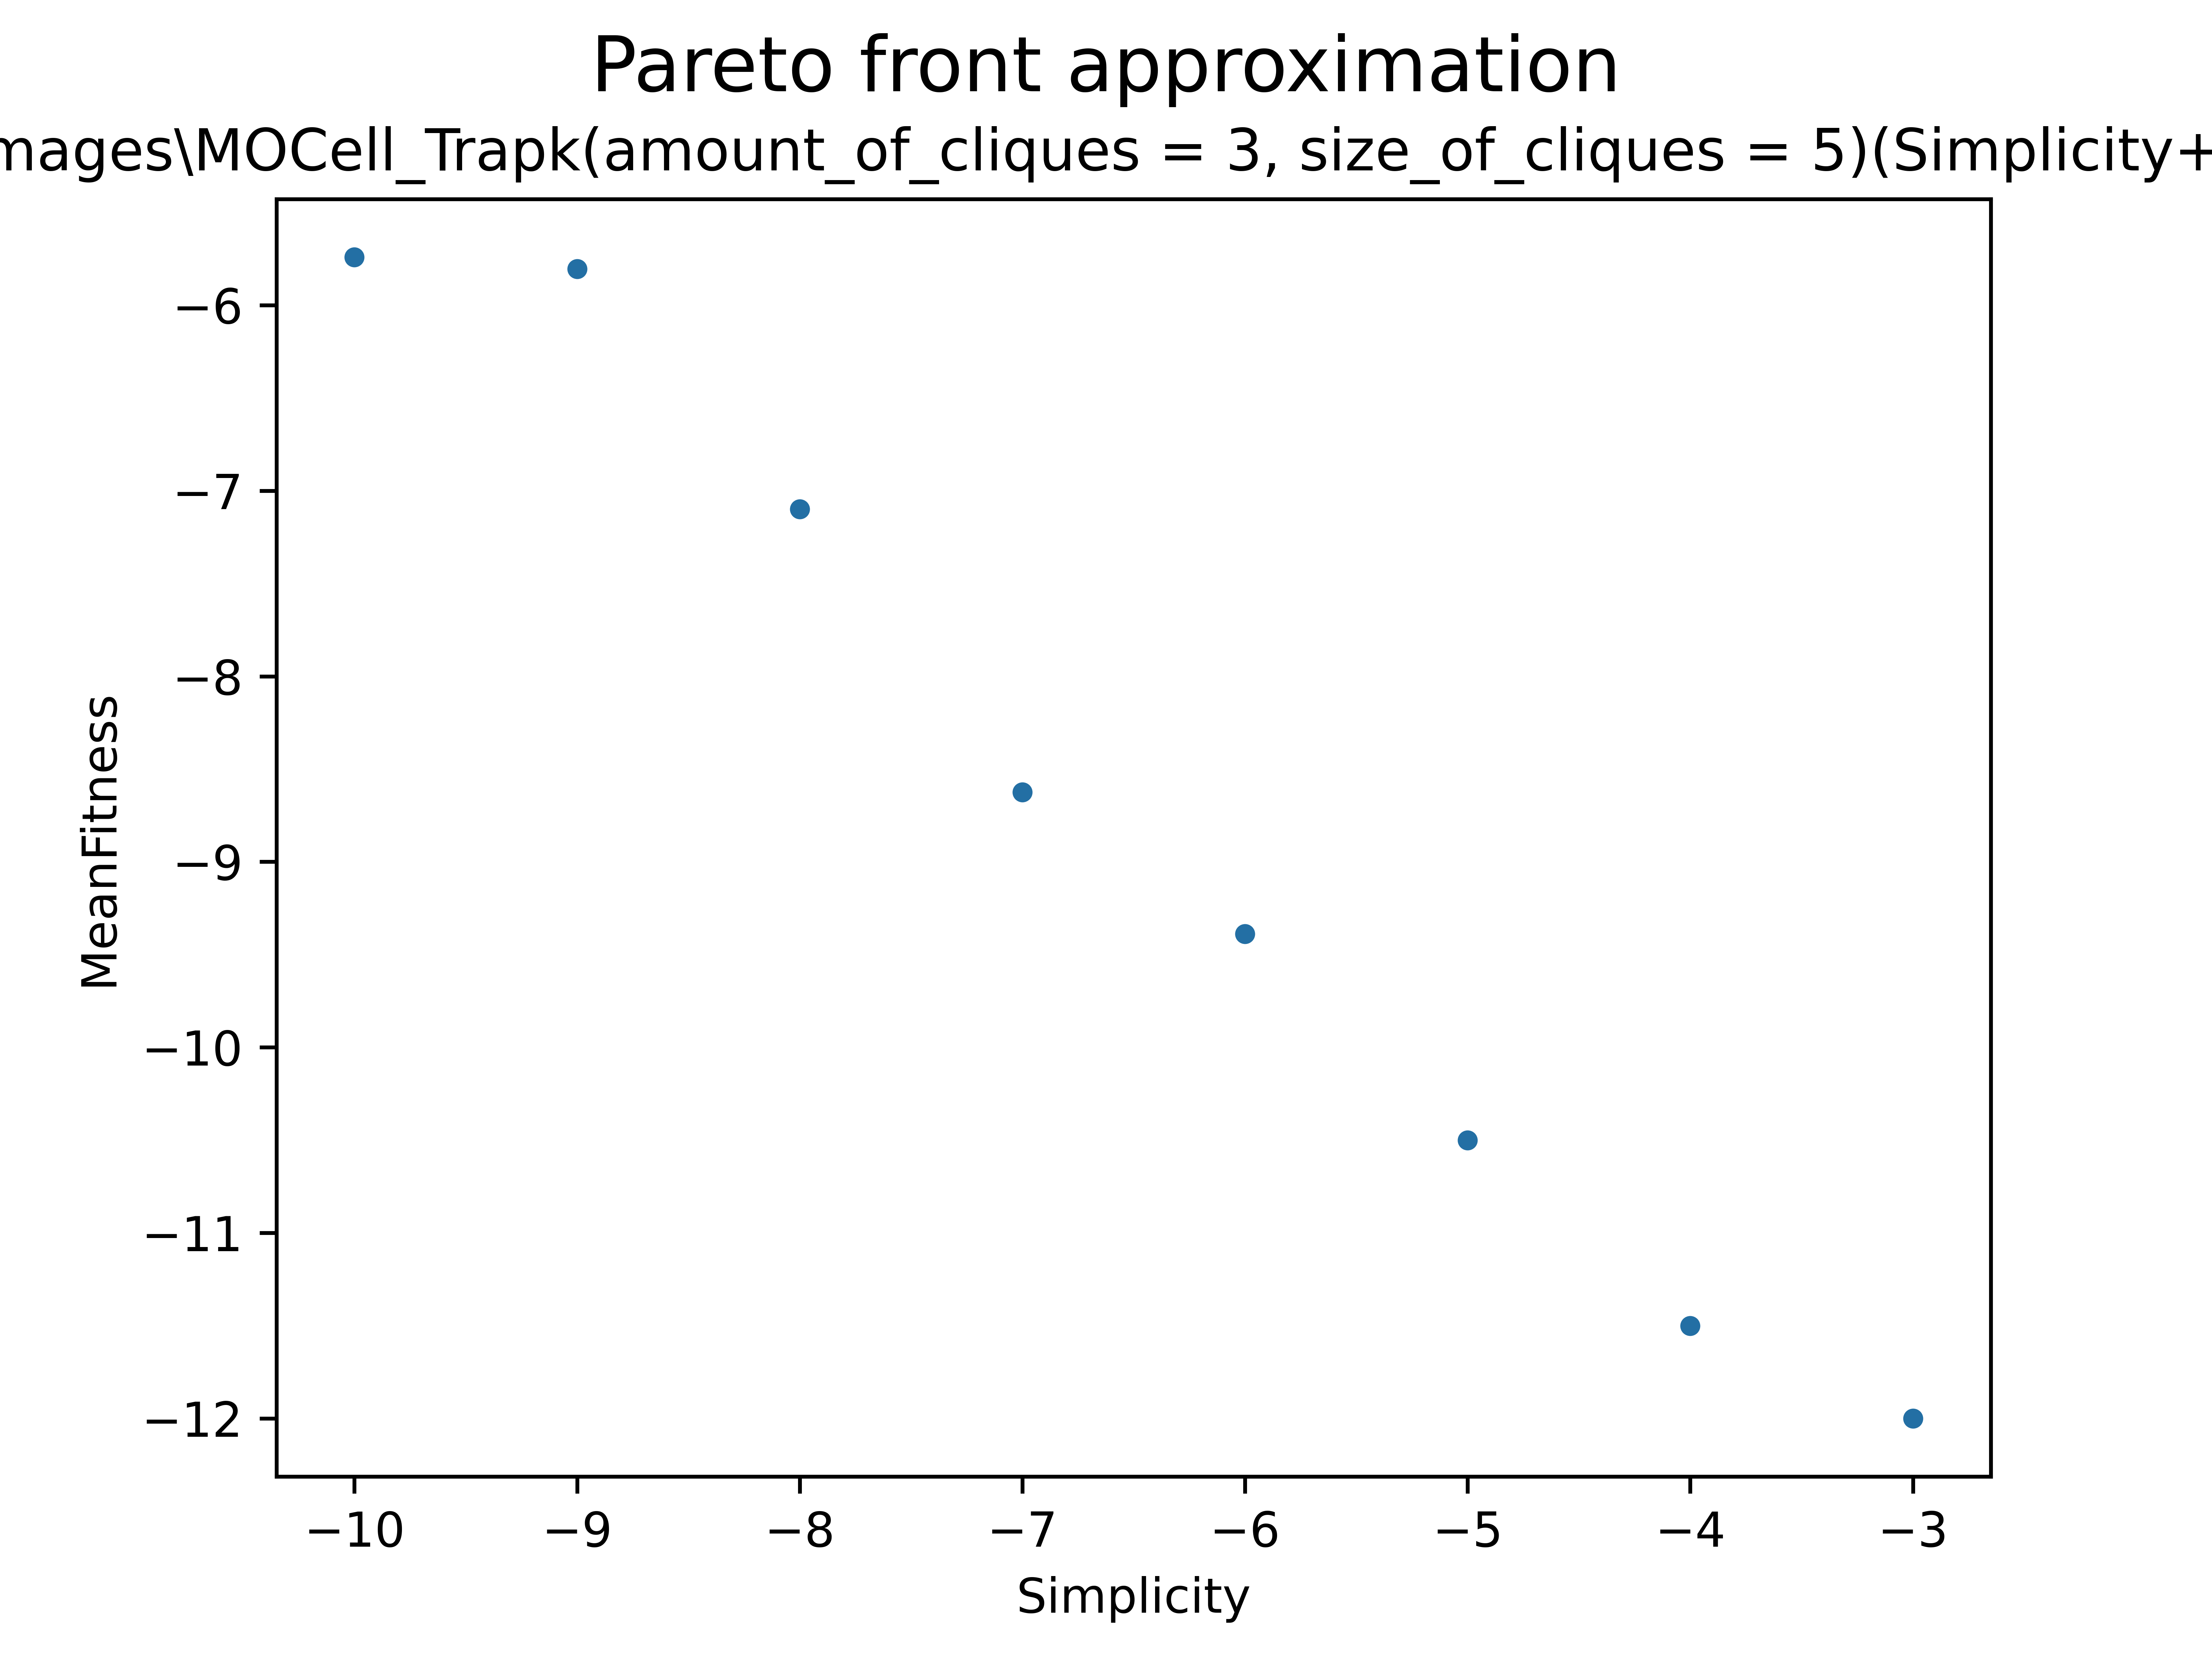 Pareto front approximation
mages\MOCell_Trapk(amount_of_cliques = 3, size_of_cliques = 5)(Simplicity+
−6
−7
−8
−9
−10
−11
−12
MeanFitness
−10 −9 −8 −7 −6 −5 −4 −3
Simplicity